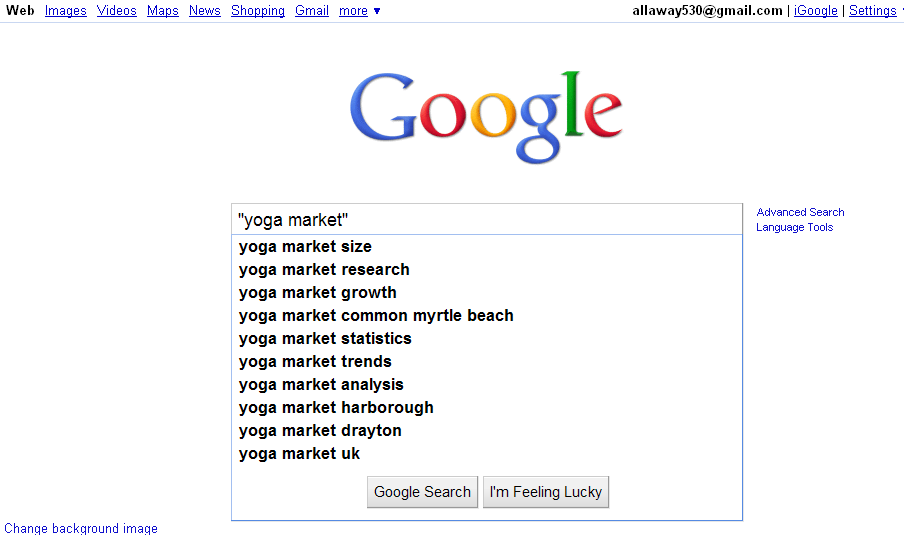 Web Images Videos Maps News Shopping Gmail more ▼ allaway530@gmail.com | iGoogle | Settings
Google
"yoga market" Advanced Search
Language Tools
yoga market size
yoga market research
yoga market growth
yoga market common myrtle beach
yoga market statistics
yoga market trends
yoga market analysis
yoga market harborough
yoga market drayton
yoga market uk
Google Search I'm Feeling Lucky
Change background image